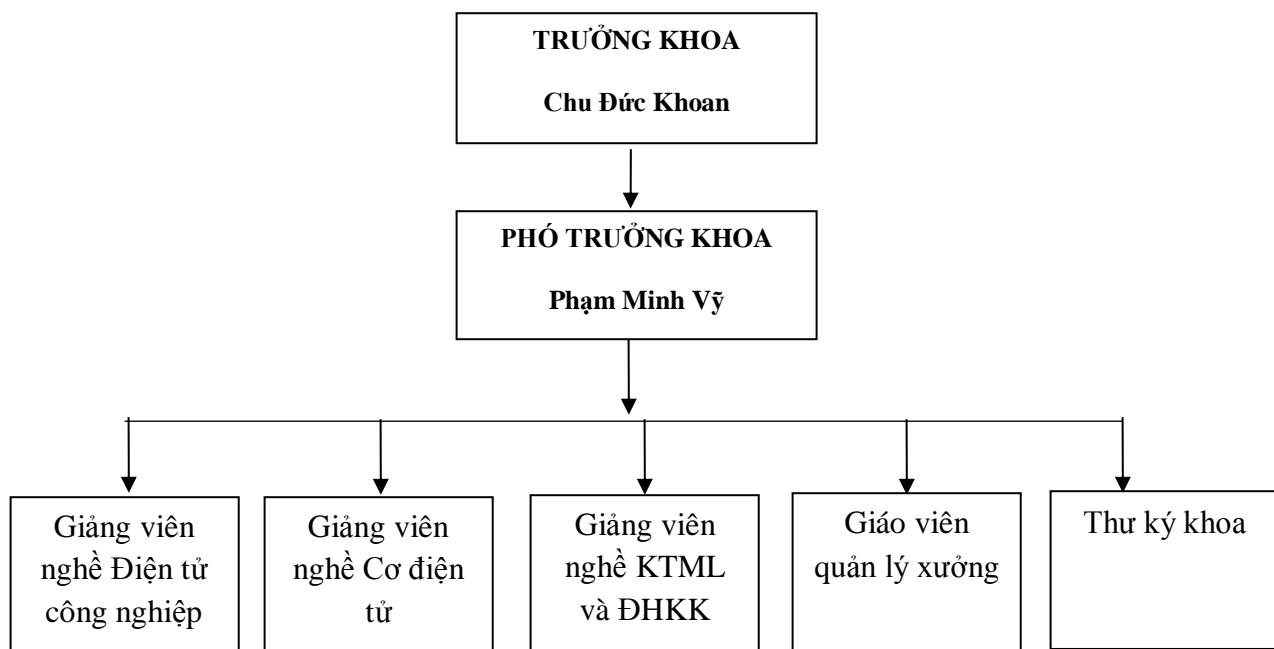 TRƯỞNG KHOA
Chu Đức Khoan
PHÓ TRƯỞNG KHOA
Phạm Minh Vỹ
Giảng viên
nghề Điện tử
công nghiệp
Giảng viên
nghề Cơ điện
tử
Giảng viên
nghề KTML
và ĐHKK
Giáo viên
quản lý xưởng
Thư ký khoa